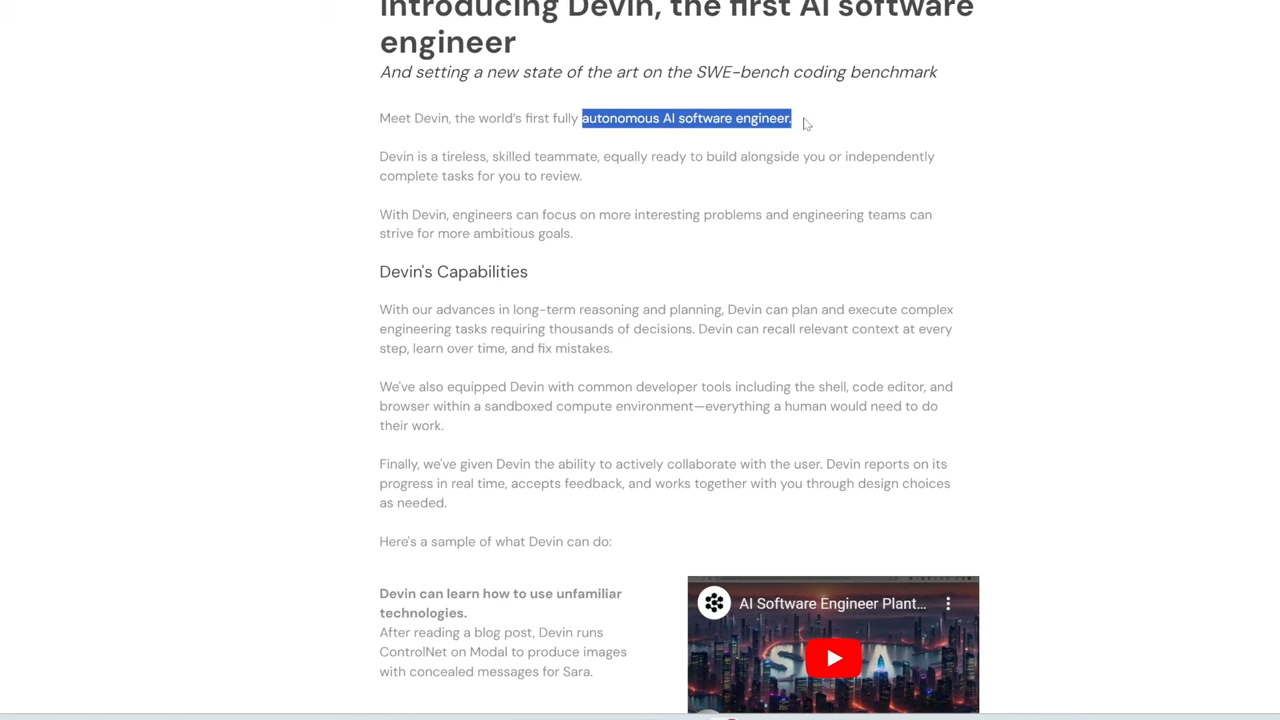 Introducing Devin, the first AI software
engineer
And setting a new state of the art on the SWE-bench coding benchmark
Meet Devin, the world's first fully autonomous AI software engineer.
Devin is a tireless, skilled teammate, equally ready to build alongside you or independently
complete tasks for you to review.
With Devin, engineers can focus on more interesting problems and engineering teams can
strive for more ambitious goals.
Devin's Capabilities
With our advances in long-term reasoning and planning, Devin can plan and execute complex
engineering tasks requiring thousands of decisions. Devin can recall relevant context at every
step, learn over time, and fix mistakes.
We've also equipped Devin with common developer tools including the shell, code editor, and
browser within a sandboxed compute environment—everything a human would need to do
their work.
Finally, we've given Devin the ability to actively collaborate with the user. Devin reports on its
progress in real time, accepts feedback, and works together with you through design choices
as needed.
Here's a sample of what Devin can do:
Devin can learn how to use unfamiliar
technologies.
After reading a blog post, Devin runs
ControlNet on Modal to produce images
with concealed messages for Sara.
AI Software Engineer Plant...
SARA